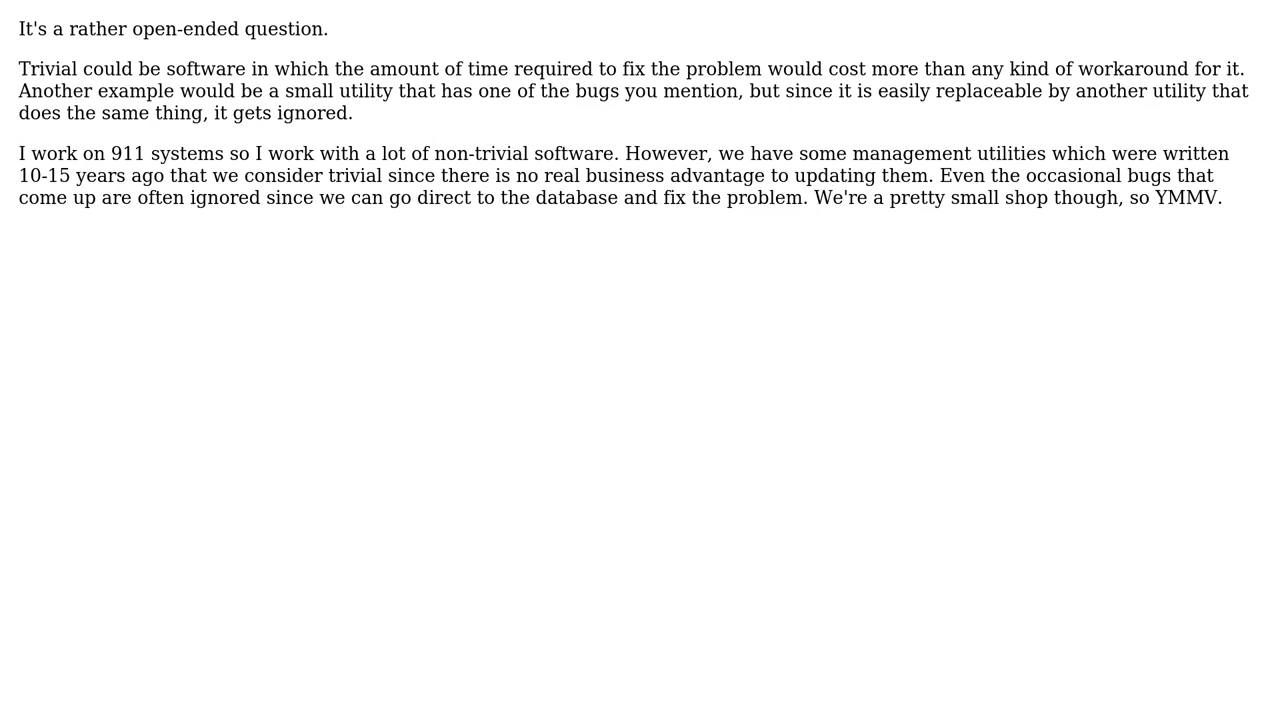 It's a rather open-ended question.
Trivial could be software in which the amount of time required to fix the problem would cost more than any kind of workaround for it.
Another example would be a small utility that has one of the bugs you mention, but since it is easily replaceable by another utility that
does the same thing, it gets ignored.
I work on 911 systems so I work with a lot of non-trivial software. However, we have some management utilities which were written
10-15 years ago that we consider trivial since there is no real business advantage to updating them. Even the occasional bugs that
come up are often ignored since we can go direct to the database and fix the problem. We're a pretty small shop though, so YMMV.